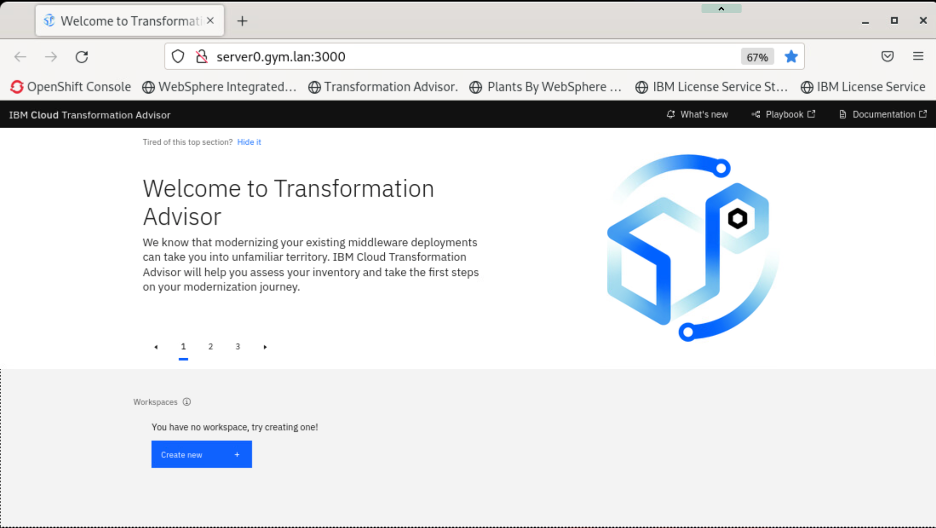 Welcome to Transformati
server0.gym.lan:3000
67%
OpenShift Console
WebSphere Integrated...
Transformation Advisor.
Plants By WebSphere ...
IBM License Service St...
IBM License Service
IBM Cloud Transformation Advisor
What's new
Playbook
Documentation
Tired of this top section? Hide it
Welcome to Transformation
Advisor
We know that modernizing your existing middleware deployments
can take you into unfamiliar territory. IBM Cloud Transformation
Advisor will help you assess your inventory and take the first steps
on your modernization journey.
1 2 3
Workspaces
You have no workspace, try creating one!
Create new +